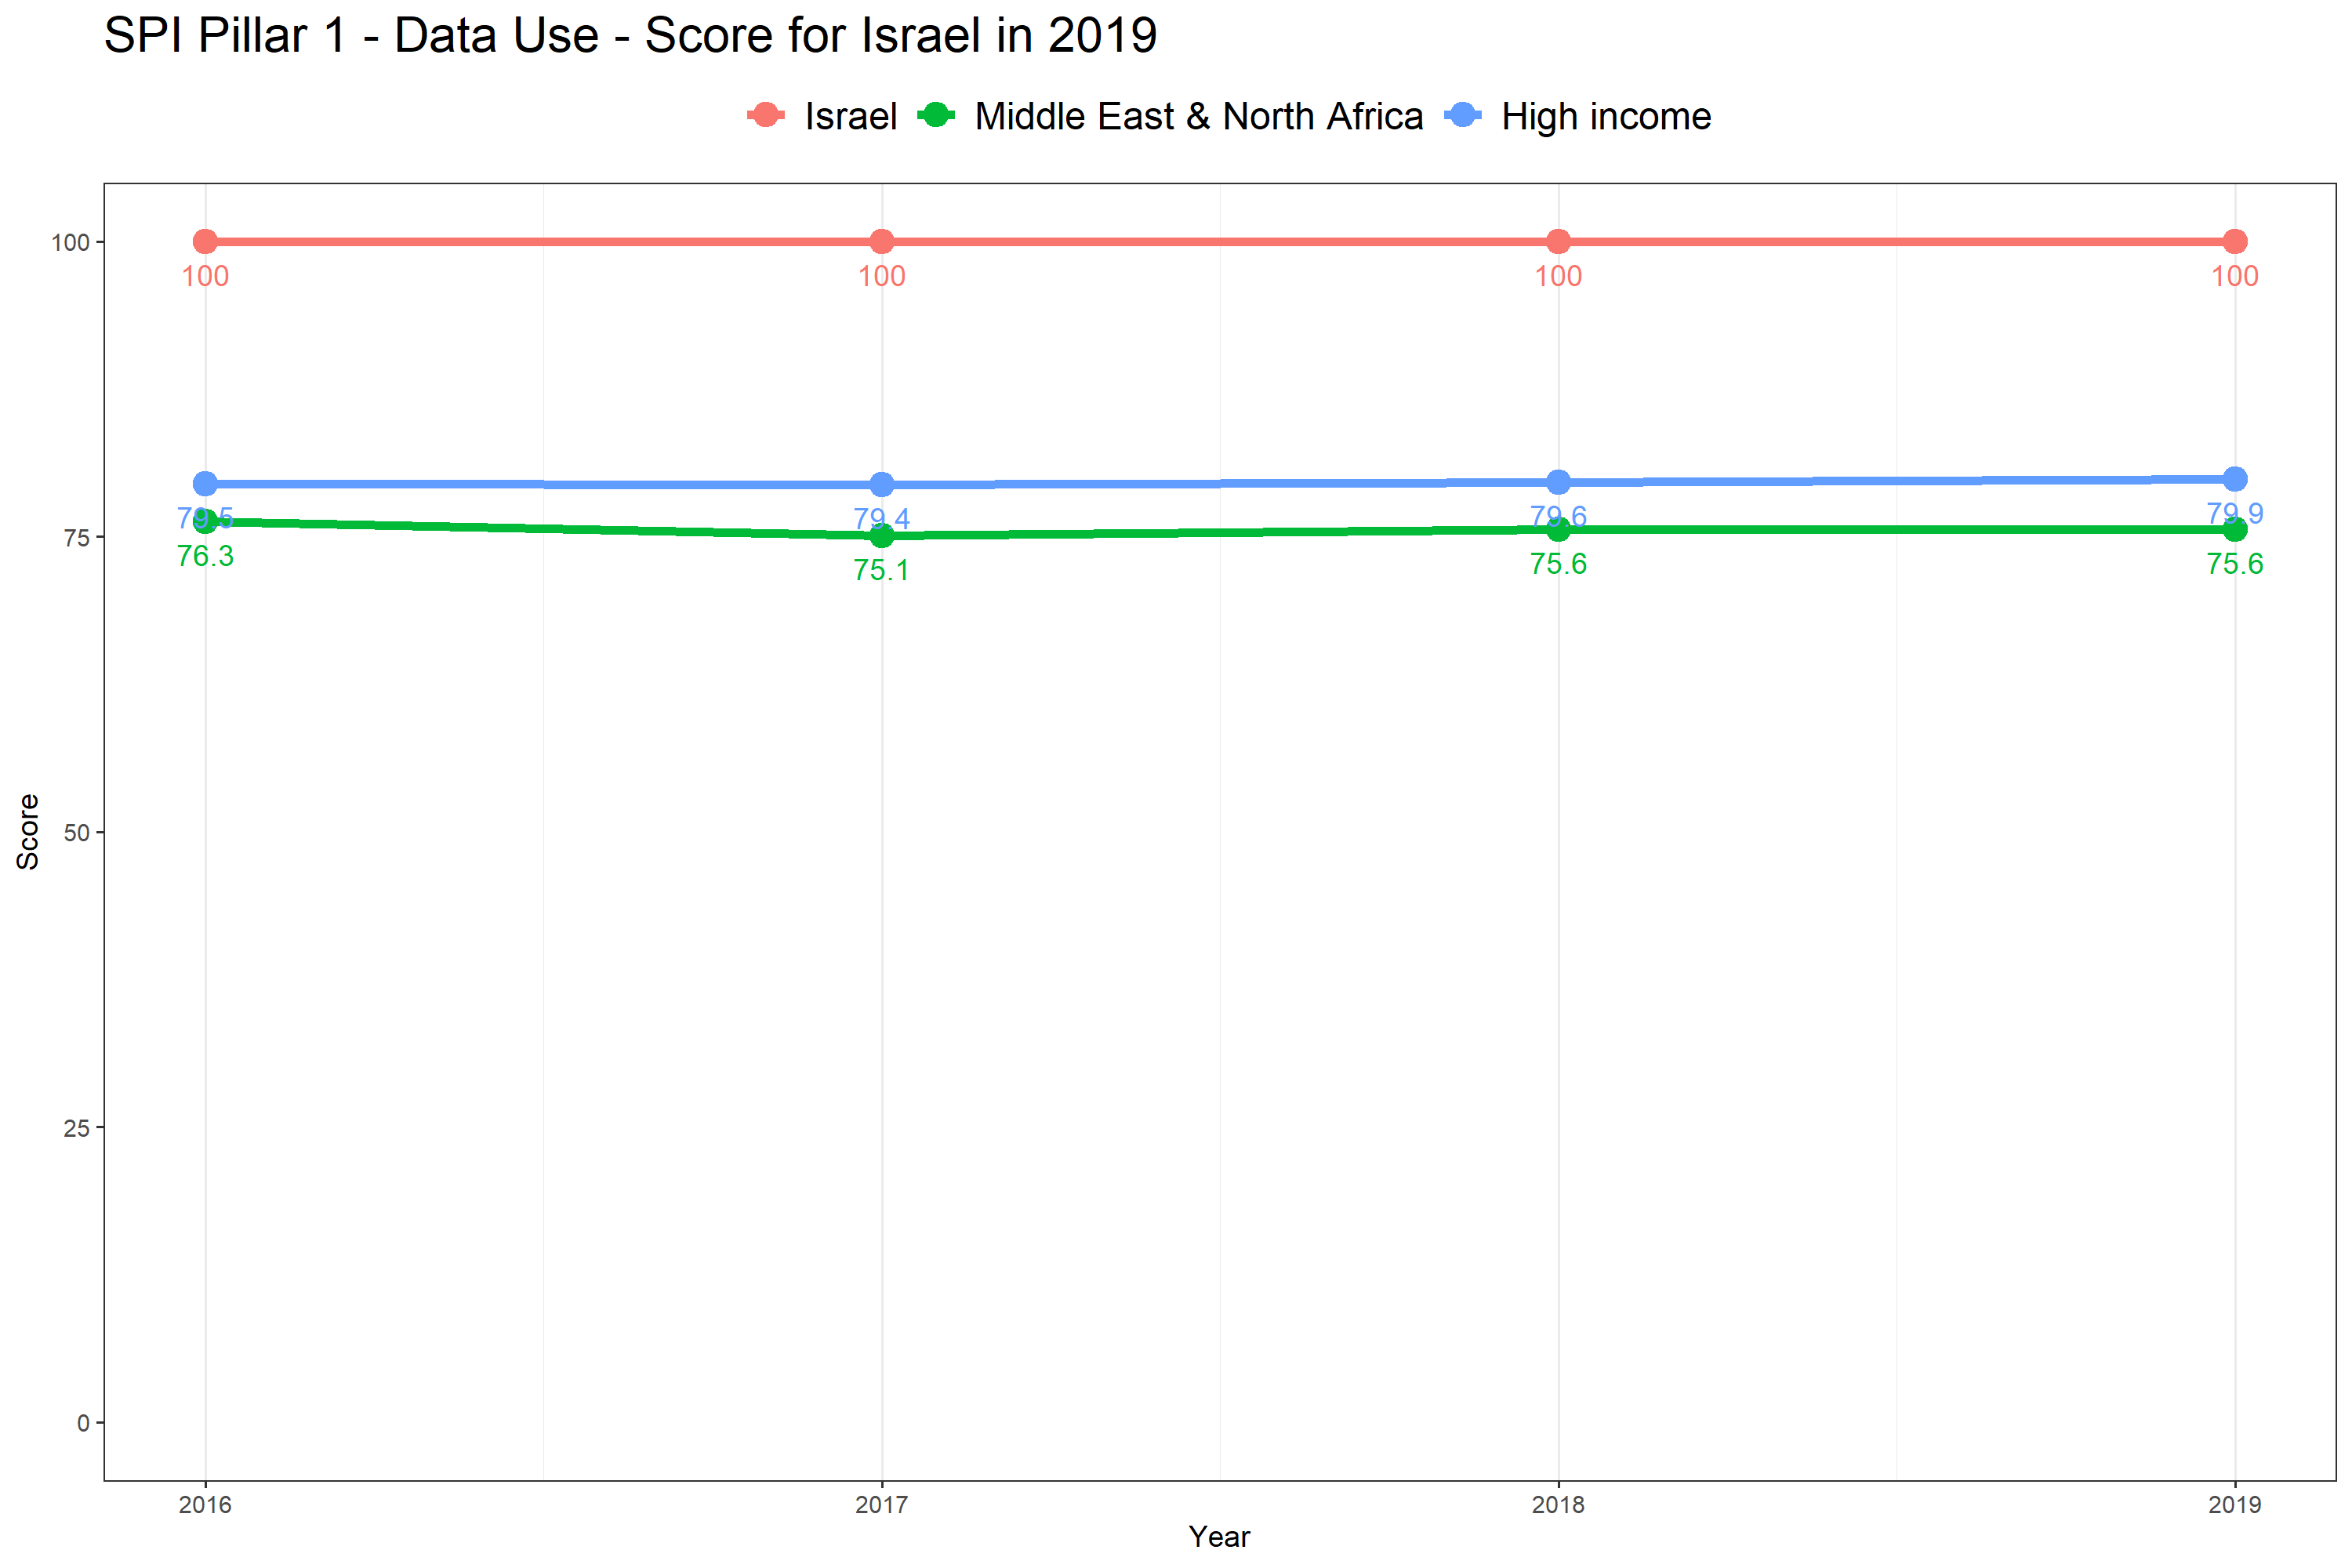 SPI Pillar 1 - Data Use - Score for Israel in 2019
Israel Middle East & North Africa High income
100
100 100 100 100
79.5 79.4 79.6 79.9
75
76.3 75.1 75.6 75.6
Score
50
25
0
2016 2017 2018 2019
Year